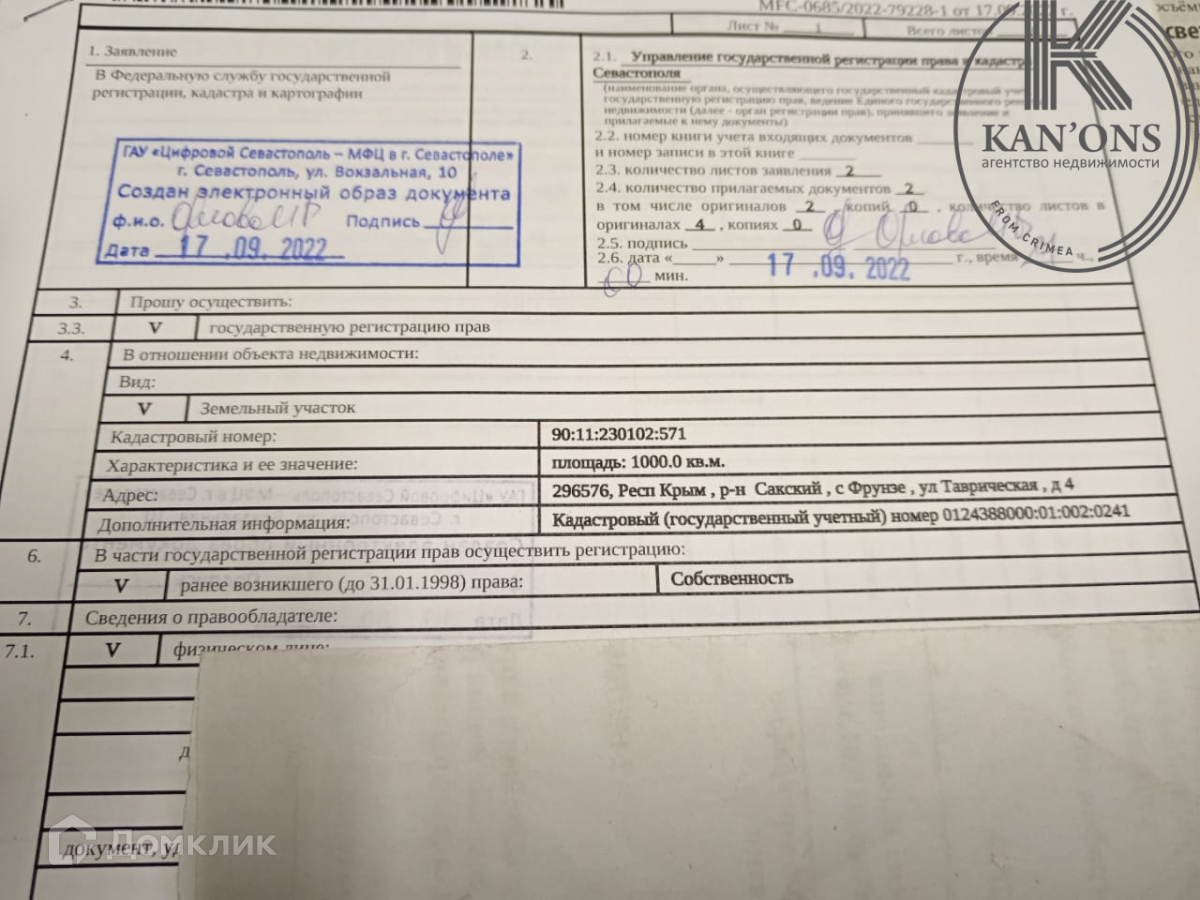 MFC-0685/2022-79228-1 от 17.09. г.
Лист № 1 Всего листов
1. Заявление
В Федеральную службу государственной
регистрации, кадастра и картографии
2.
2.1. Управление государственной регистрации права и кадастра
Севастополя
(наименование органа, осуществляющего государственный кадастровый
государственную регистрацию прав, ведение Единого государственного
недвижимости (далее - орган регистрации прав), принявшего заявление и
прилагаемые к нему документы)
2.2. номер книги учета входящих документов
и номер записи в этой книге
2.3. количество листов заявления 2
2.4. количество прилагаемых документов 2
в том числе оригиналов 2 , копий 0 , количество листов в
оригиналах 4 , копиях 0
2.5. подпись
2.6. дата « » 17.09.2022 г., время ч.,
00 мин.
ГАУ «Цифровой Севастополь – МФЦ в г. Севастополе»
г. Севастополь, ул. Вокзальная, 10
Создан электронный образ документа
ф.и.о. Подпись
Дата 17.09.2022
KAN'ONS
агентство недвижимости
FROM CRIMEA
3. Прошу осуществить:
3.3. V государственную регистрацию прав
4. В отношении объекта недвижимости:
Вид:
V Земельный участок
Кадастровый номер: 90:11:230102:571
Характеристика и ее значение: площадь: 1000.0 кв.м.
Адрес: 296576, Респ Крым , р-н Сакский , с Фрунзе , ул Таврическая , д 4
Дополнительная информация: Кадастровый (государственный учетный) номер 0124388000:01:002:0241
6. В части государственной регистрации прав осуществить регистрацию:
V ранее возникшего (до 31.01.1998) права: Собственность
7. Сведения о правообладателе:
7.1. V физическом лице:
документ, уд
Домклик